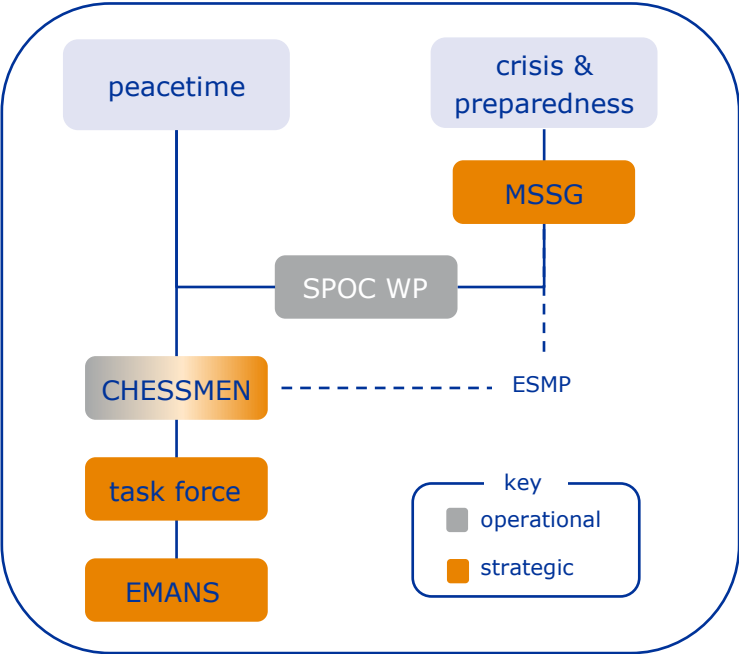 peacetime
crisis &
preparedness
MSSG
SPOC WP
CHESSMEN
ESMP
task force
key
operational
strategic
EMANS